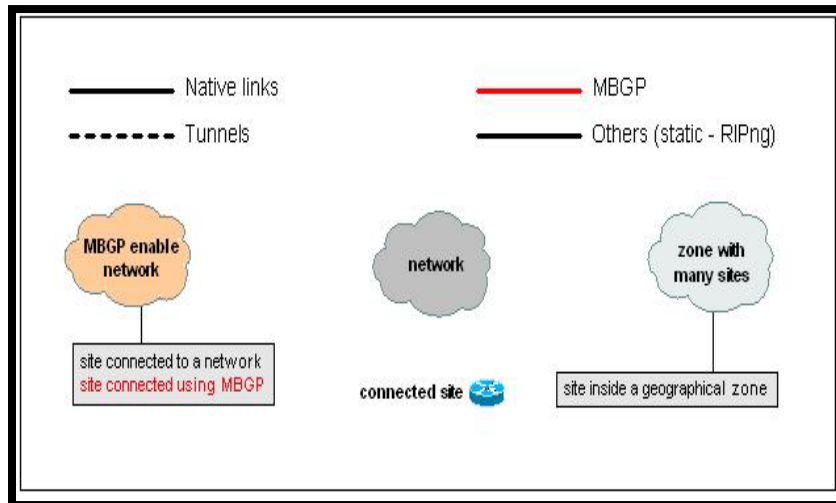 Native links
MBGP
Tunnels
Others (static - RIPng)
MBGP enable
network
network
zone with
many sites
site connected to a network
site connected using MBGP
connected site
site inside a geographical zone